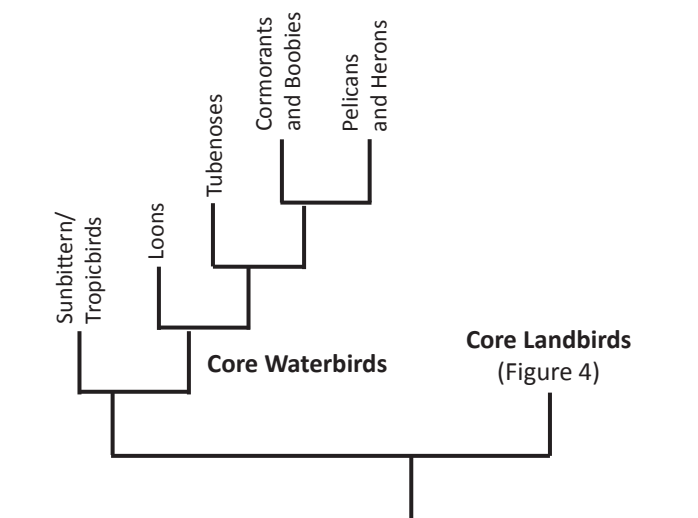 Sunbittern/
Tropicbirds
Loons
Tubenoses
Cormorants
and Boobies
Pelicans
and Herons
Core Waterbirds
Core Landbirds
(Figure 4)